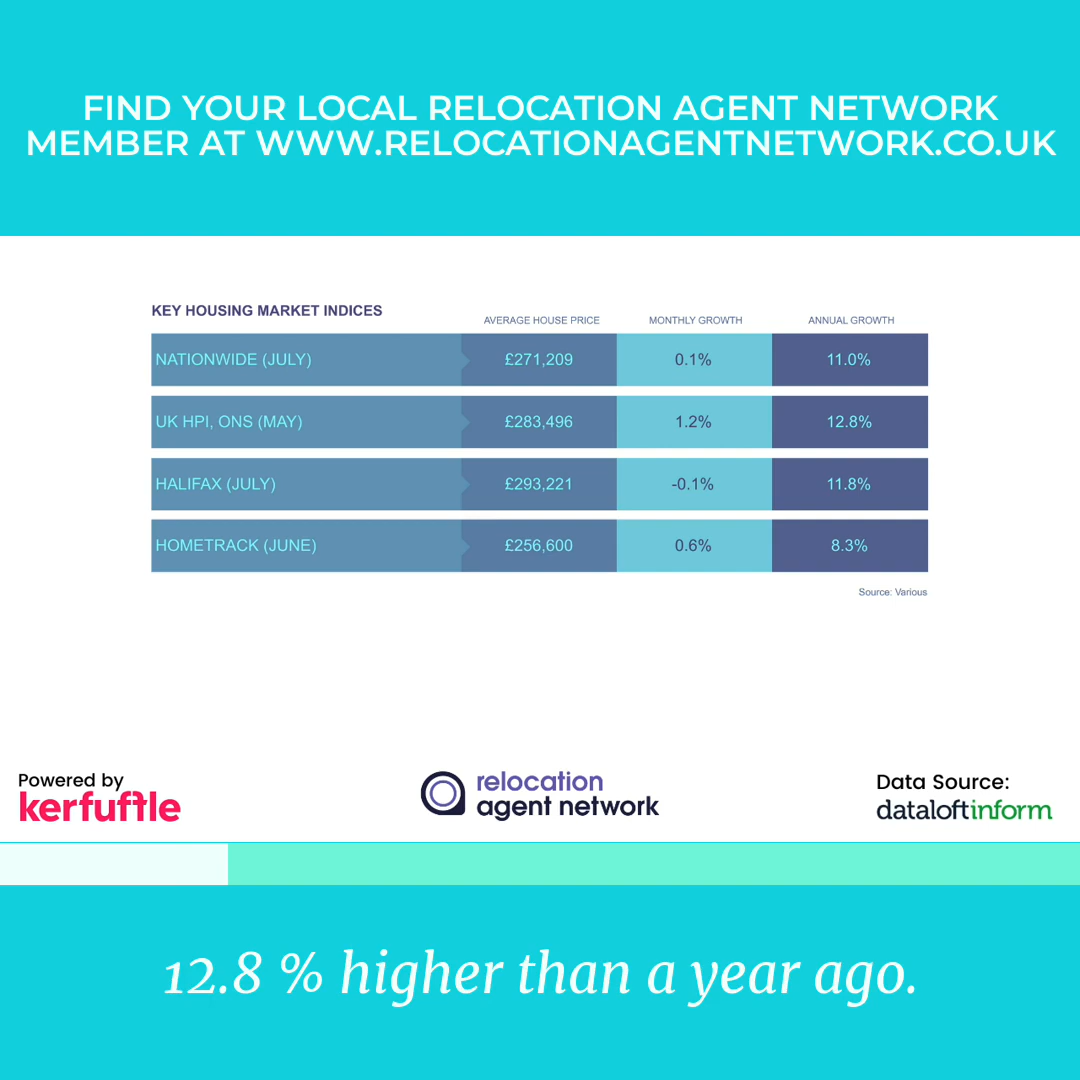 FIND YOUR LOCAL RELOCATION AGENT NETWORK
MEMBER AT WWW.RELOCATIONAGENTNETWORK.CO.UK
KEY HOUSING MARKET INDICES
AVERAGE HOUSE PRICE MONTHLY GROWTH ANNUAL GROWTH
NATIONWIDE (JULY) £271,209 0.1% 11.0%
UK HPI, ONS (MAY) £283,496 1.2% 12.8%
HALIFAX (JULY) £293,221 -0.1% 11.8%
HOMETRACK (JUNE) £256,600 0.6% 8.3%
Source: Various
Powered by
kerfuffle
relocation
agent network
Data Source:
dataloftinform
12.8 % higher than a year ago.